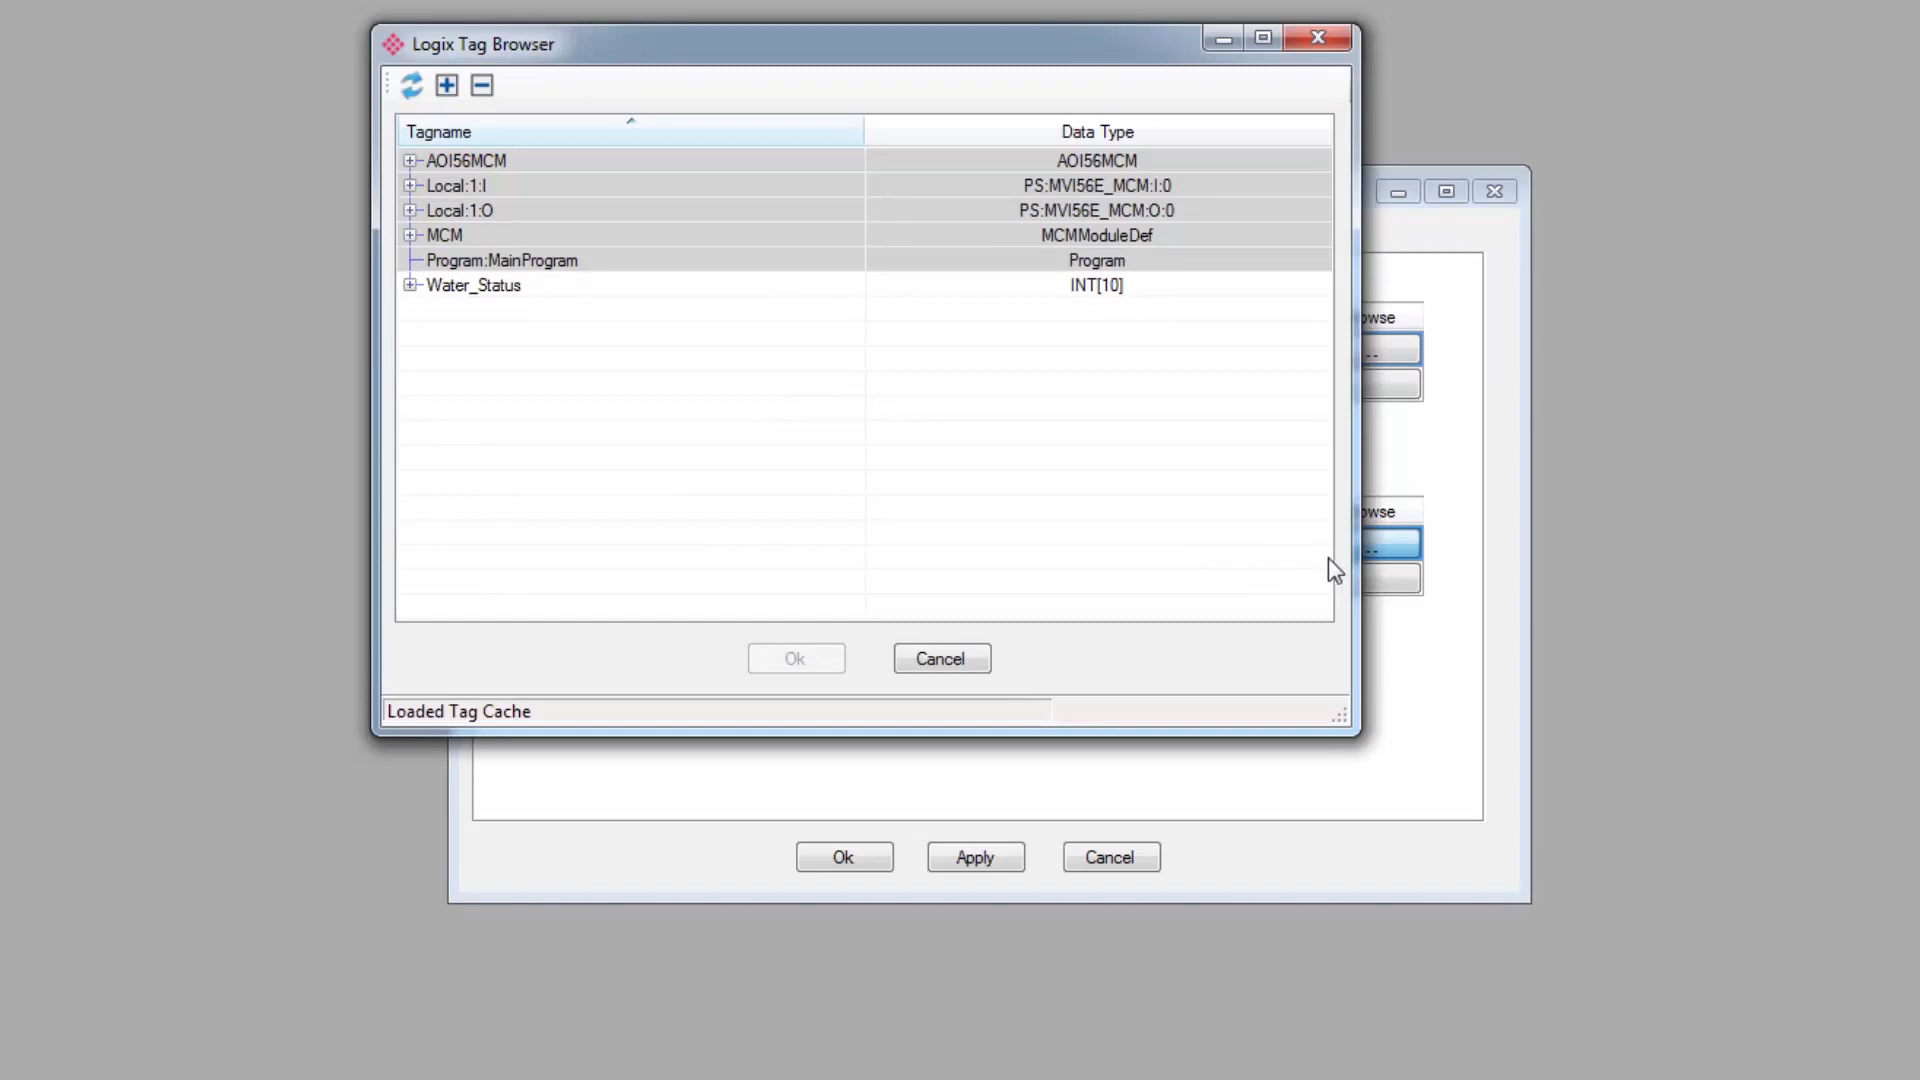 Logix Tag Browser
Tagname Data Type
AOI56MCM AOI56MCM
Local:1:I PS:MVI56E_MCM:I:0
Local:1:O PS:MVI56E_MCM:O:0
MCM MCMModuleDef
Program:MainProgram Program
Water_Status INT[10]
owse
..
owse
..
Ok Cancel
Loaded Tag Cache
Ok Apply Cancel